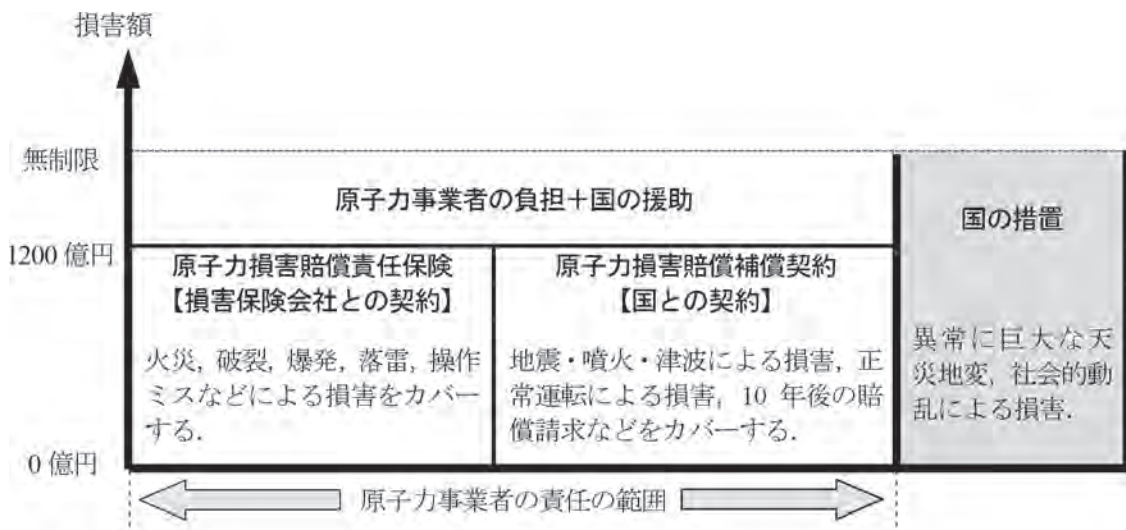 損害額
無制限
原子力事業者の負担+国の援助
国の措置
1200 億円
原子力損害賠償責任保険
【損害保険会社との契約】
火災, 破裂, 爆発, 落雷, 操作
ミスなどによる損害をカバー
する.
原子力損害賠償補償契約
【国との契約】
地震・噴火・津波による損害, 正
常運転による損害, 10 年後の賠
償請求などをカバーする.
異常に巨大な天
災地変, 社会的動
乱による損害.
0 億円
原子力事業者の責任の範囲